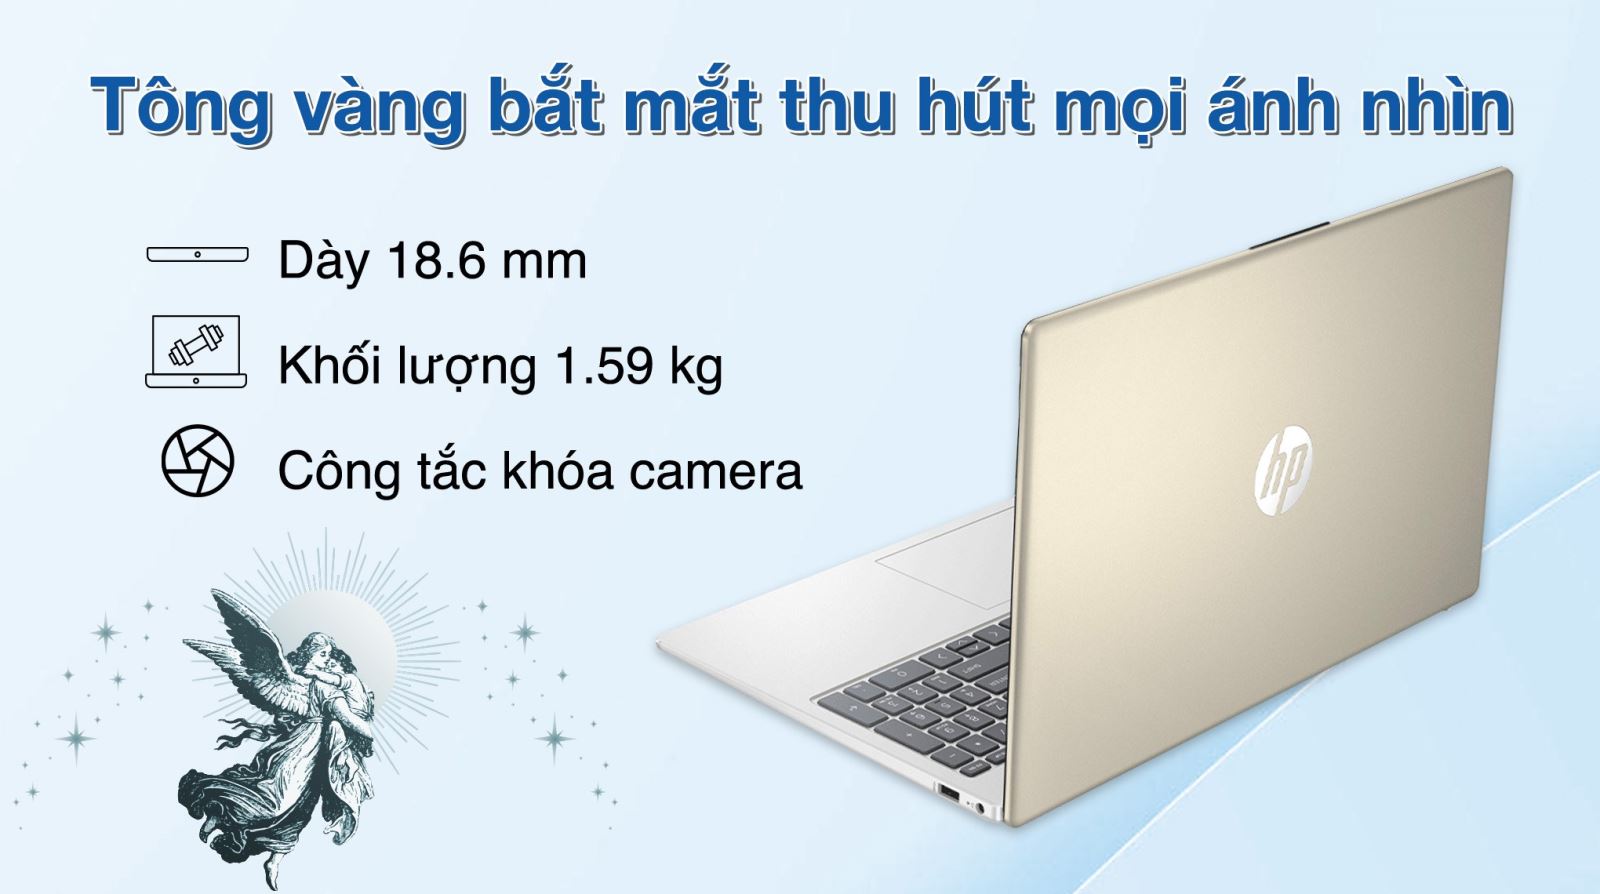 Tông vàng bắt mắt thu hút mọi ánh nhìn
Dày 18.6 mm
Khối lượng 1.59 kg
Công tắc khóa camera
hp